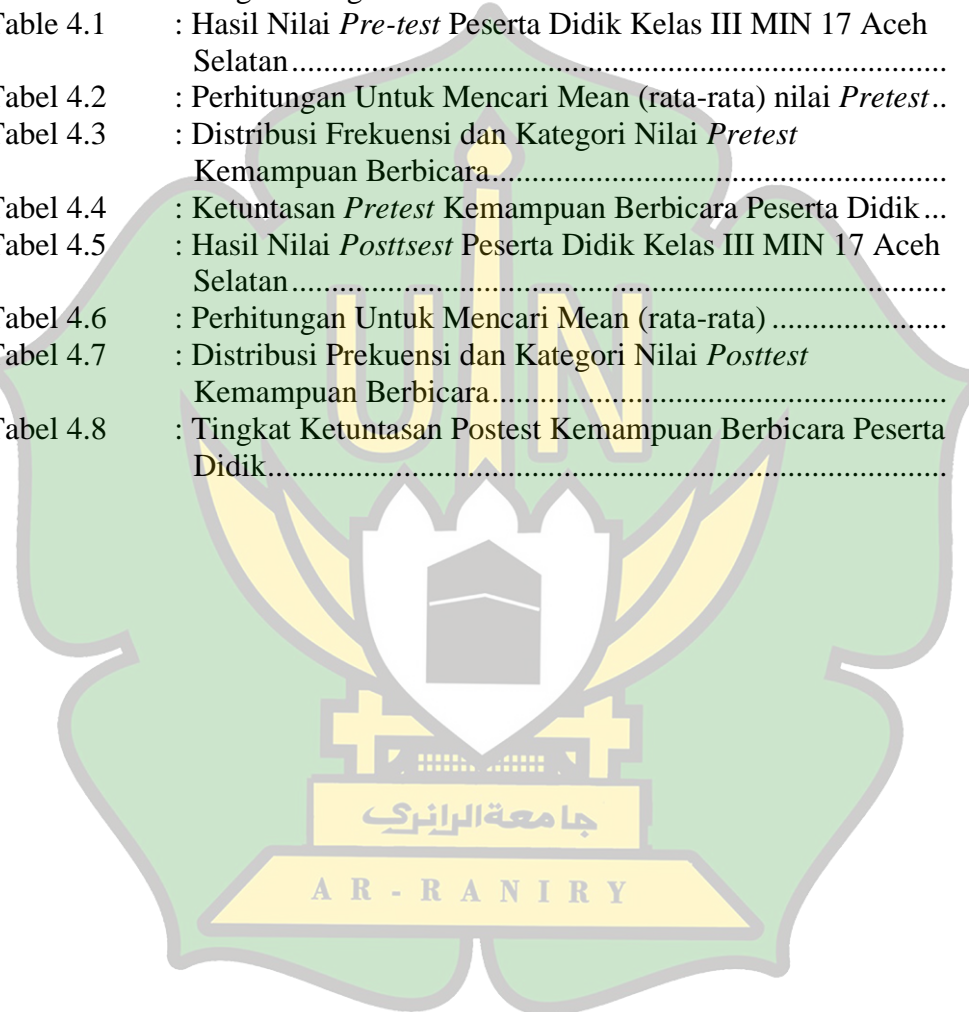 Table 4.1 : Hasil Nilai Pre-test Peserta Didik Kelas III MIN 17 Aceh
Selatan.......................................................................
Tabel 4.2 : Perhitungan Untuk Mencari Mean (rata-rata) nilai Pretest..
Tabel 4.3 : Distribusi Frekuensi dan Kategori Nilai Pretest
Kemampuan Berbicara.................................................
Tabel 4.4 : Ketuntasan Pretest Kemampuan Berbicara Peserta Didik...
Tabel 4.5 : Hasil Nilai Posttsest Peserta Didik Kelas III MIN 17 Aceh
Selatan.......................................................................
Tabel 4.6 : Perhitungan Untuk Mencari Mean (rata-rata) ...................
Tabel 4.7 : Distribusi Prekuensi dan Kategori Nilai Posttest
Kemampuan Berbicara.................................................
Tabel 4.8 : Tingkat Ketuntasan Postest Kemampuan Berbicara Peserta
Didik..........................................................................
UIN
جامعةالرانري
AR-RANIRY